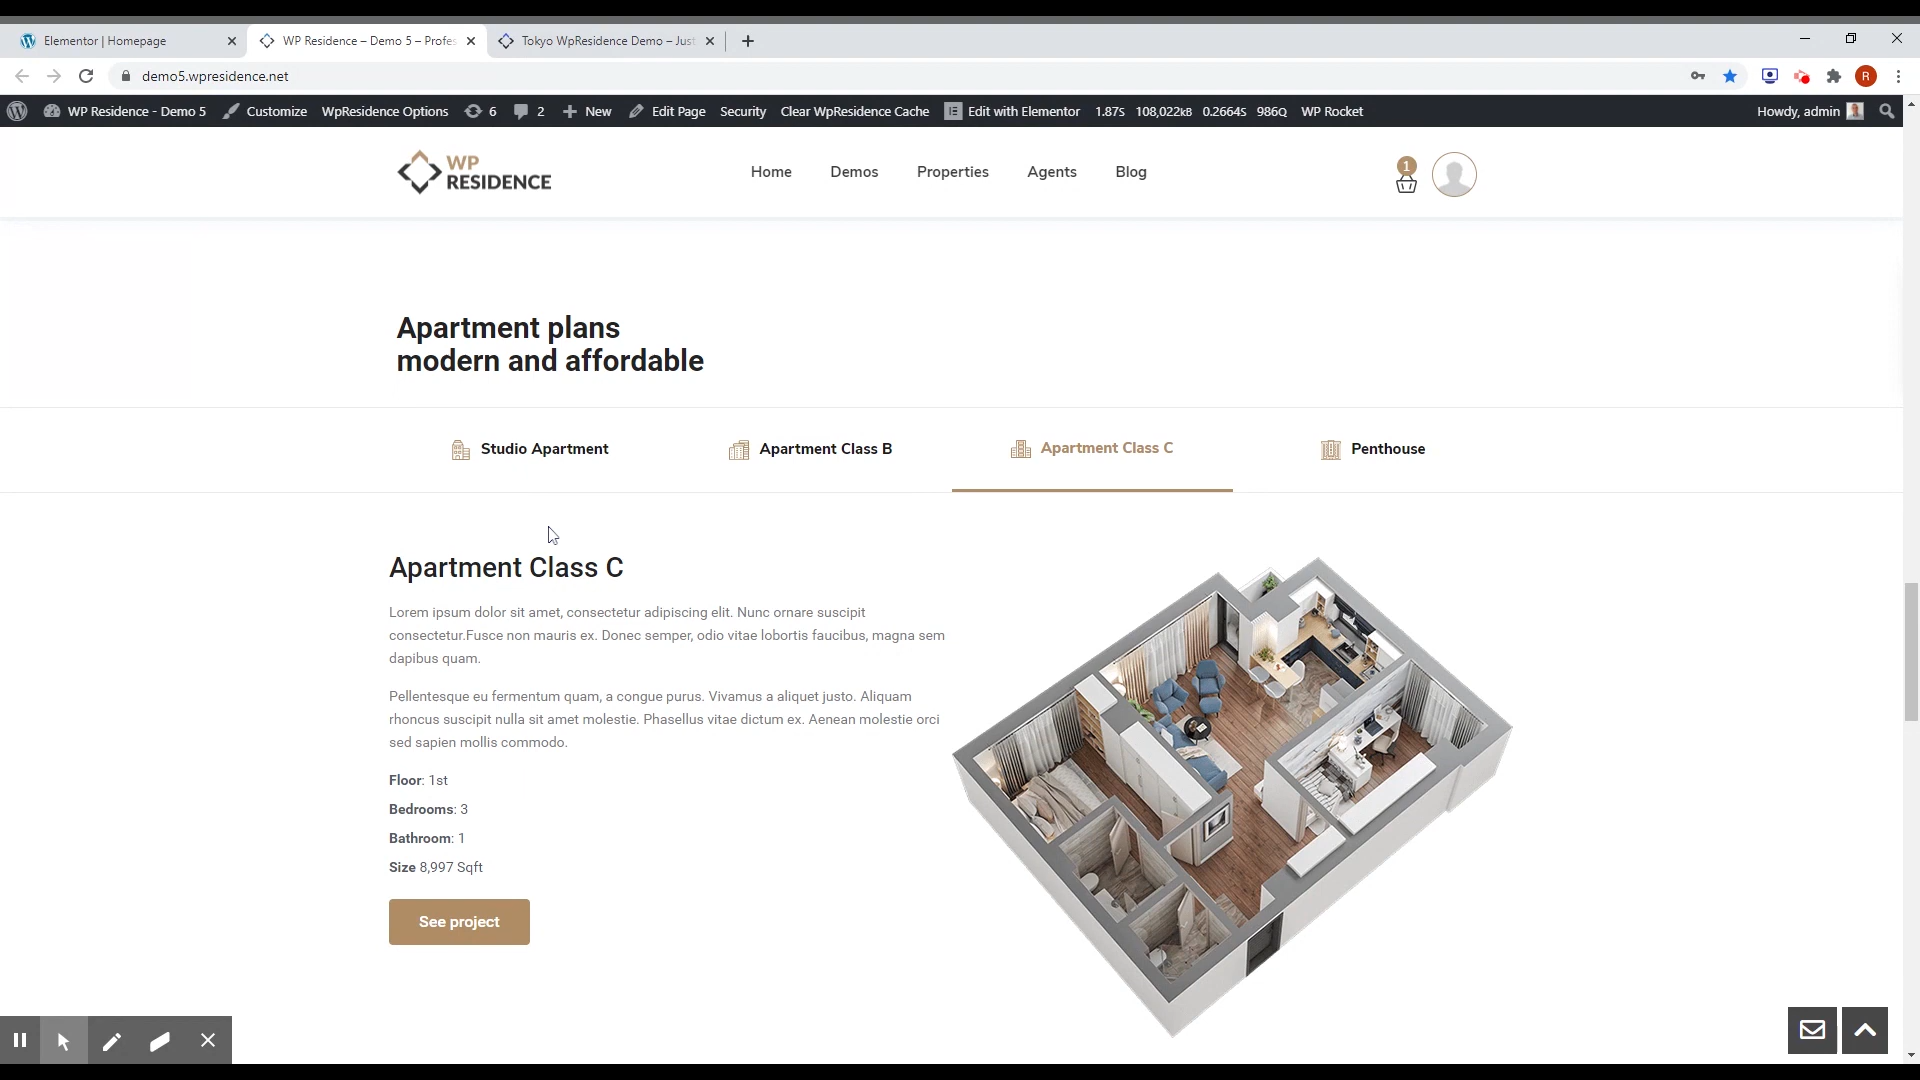 Elementor | Homepage
WP Residence – Demo 5 – Profes
Tokyo WpResidence Demo – Just
demo5.wpresidence.net
R
WP Residence - Demo 5
Customize
WpResidence Options
6
2
New
Edit Page
Security
Clear WpResidence Cache
Edit with Elementor
1.87s 108,022kB 0.2664s 986Q
WP Rocket
Howdy, admin
WP
RESIDENCE
Home
Demos
Properties
Agents
Blog
1
Apartment plans
modern and affordable
Studio Apartment
Apartment Class B
Apartment Class C
Penthouse
Apartment Class C
Lorem ipsum dolor sit amet, consectetur adipiscing elit. Nunc ornare suscipit
consectetur.Fusce non mauris ex. Donec semper, odio vitae lobortis faucibus, magna sem
dapibus quam.
Pellentesque eu fermentum quam, a congue purus. Vivamus a aliquet justo. Aliquam
rhoncus suscipit nulla sit amet molestie. Phasellus vitae dictum ex. Aenean molestie orci
sed sapien mollis commodo.
Floor: 1st
Bedrooms: 3
Bathroom: 1
Size 8,997 Sqft
See project